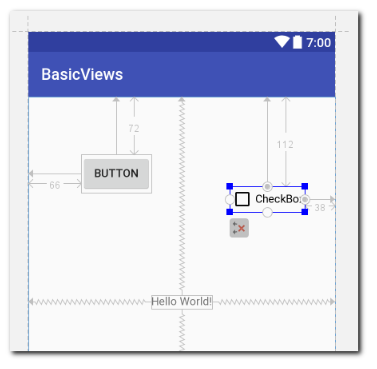 7:00
BasicViews
72
112
BUTTON
66
CheckBo
38
Hello World!